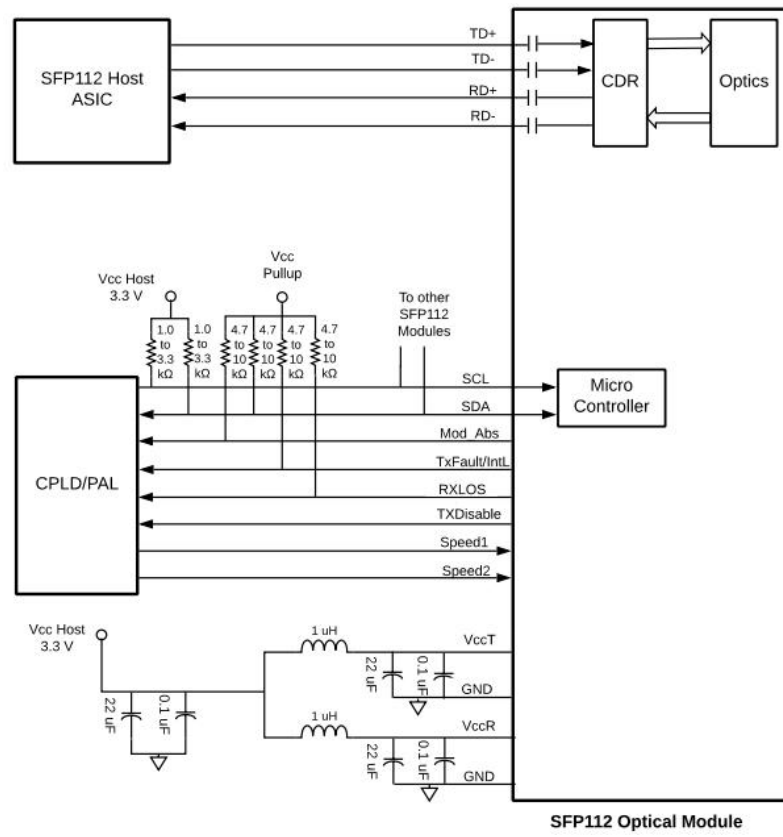 TD+
TD-
RD+
RD-
SFP112 Host
ASIC
CDR
Optics
Vcc Host
3.3 V
Vcc
Pullup
To other
SFP112
Modules
1.0
to
3.3
kΩ
1.0
to
3.3
kΩ
4.7
to
10
kΩ
4.7
to
10
kΩ
4.7
to
10
kΩ
4.7
to
10
kΩ
SCL
SDA
Mod_Abs
TxFault/IntL
RXLOS
TXDisable
Speed1
Speed2
Micro
Controller
CPLD/PAL
Vcc Host
3.3 V
22 uF
0.1 uF
1 uH
22 uF
0.1 uF
VccT
GND
1 uH
22 uF
0.1 uF
VccR
GND
SFP112 Optical Module